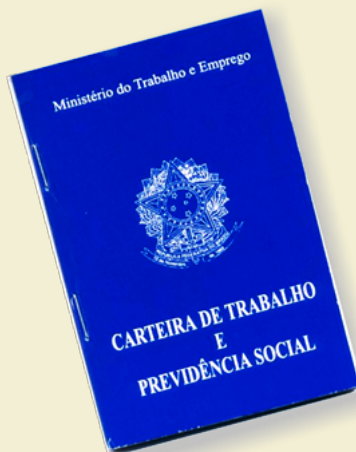 Ministério do Trabalho e Emprego
CARTEIRA DE TRABALHO
E
PREVIDÊNCIA SOCIAL